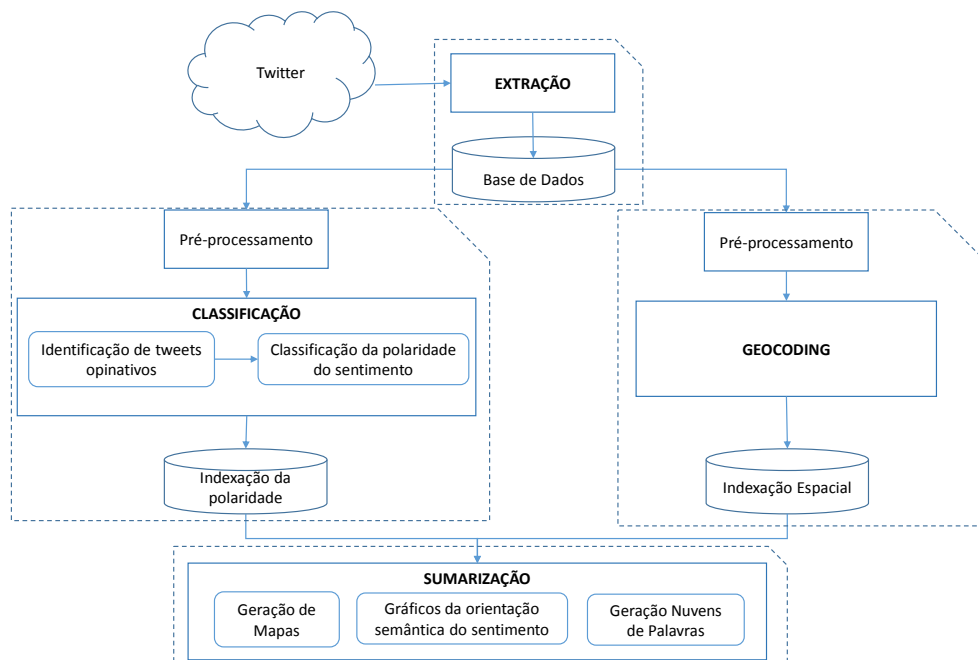 Twitter
EXTRAÇÃO
Base de Dados
Pré-processamento
Pré-processamento
CLASSIFICAÇÃO
Identificação de tweets
opinativos
Classificação da polaridade
do sentimento
GEOCODING
Indexação da
polaridade
Indexação Espacial
SUMARIZAÇÃO
Geração de
Mapas
Gráficos da orientação
semântica do sentimento
Geração Nuvens
de Palavras